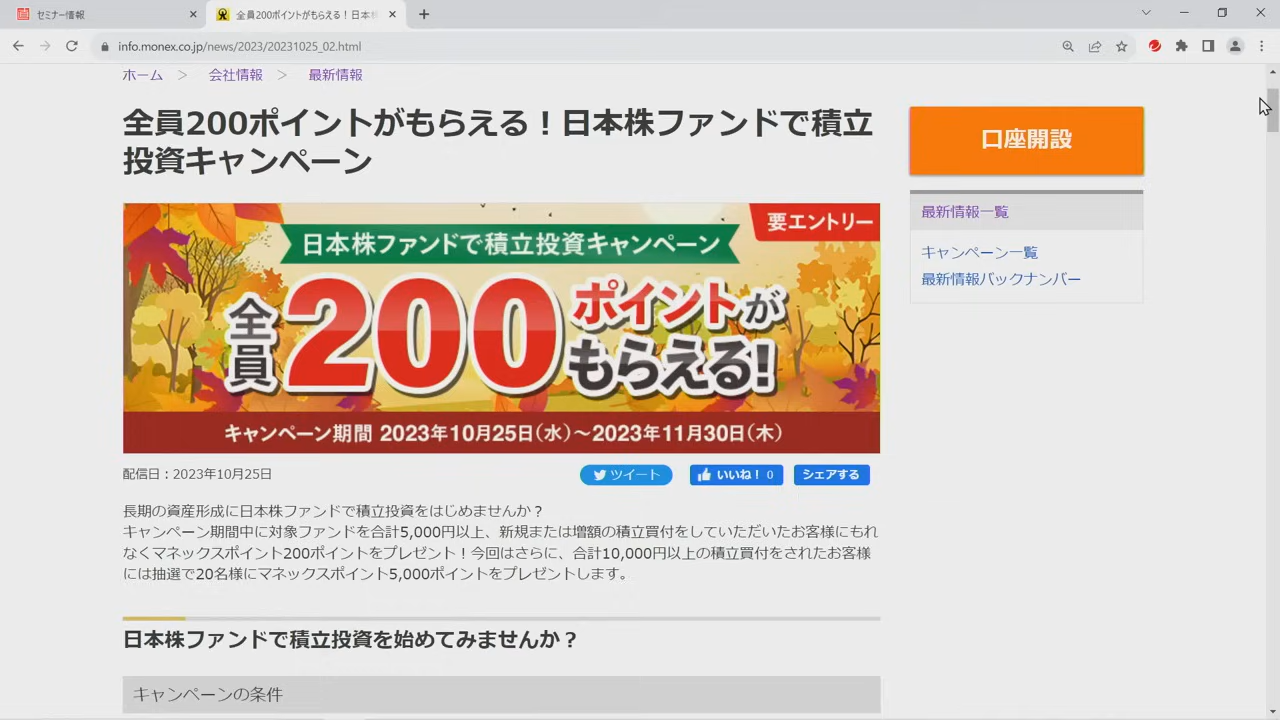 セミナー情報
全員200ポイントがもらえる！日本株
info.monex.co.jp/news/2023/20231025_02.html
ホーム ＞ 会社情報 ＞ 最新情報
全員200ポイントがもらえる！日本株ファンドで積立
投資キャンペーン
口座開設
最新情報一覧
キャンペーン一覧
最新情報バックナンバー
要エントリー
日本株ファンドで積立投資キャンペーン
全員200ポイントが
もらえる!
キャンペーン期間 2023年10月25日(水)～2023年11月30日(木)
配信日：2023年10月25日
ツイート
いいね！ 0
シェアする
長期の資産形成に日本株ファンドで積立投資をはじめませんか？
キャンペーン期間中に対象ファンドを合計5,000円以上、新規または増額の積立買付をしていただいたお客様にもれ
なくマネックスポイント200ポイントをプレゼント！今回はさらに、合計10,000円以上の積立買付をされたお客様
には抽選で20名様にマネックスポイント5,000ポイントをプレゼントします。
日本株ファンドで積立投資を始めてみませんか？
キャンペーンの条件